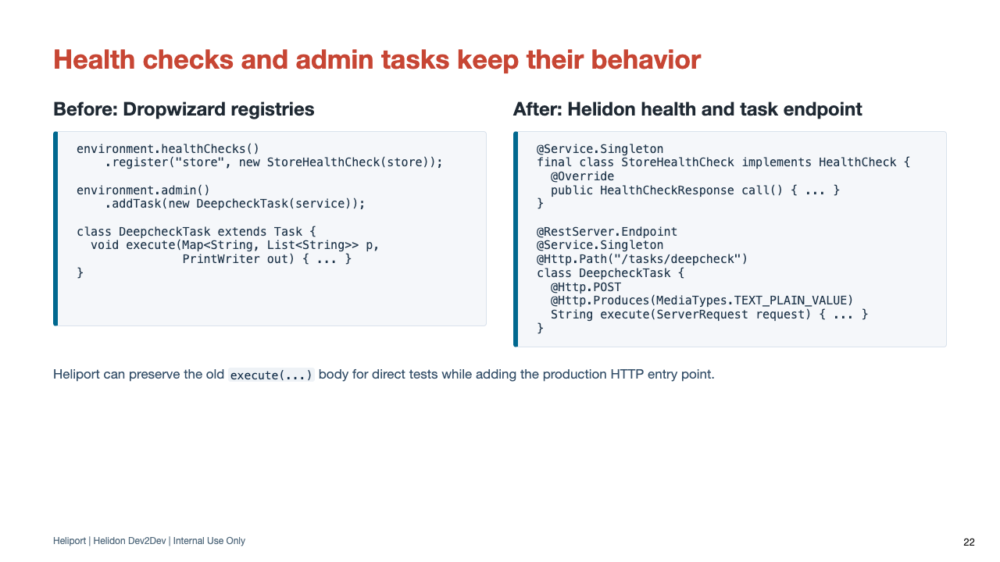 Health checks and admin tasks keep their behavior
Before: Dropwizard registries
environment.healthChecks()
    .register("store", new StoreHealthCheck(store));

environment.admin()
    .addTask(new DeepcheckTask(service));

class DeepcheckTask extends Task {
  void execute(Map<String, List<String>> p,
               PrintWriter out) { ... }
}
After: Helidon health and task endpoint
@Service.Singleton
final class StoreHealthCheck implements HealthCheck {
  @Override
  public HealthCheckResponse call() { ... }
}

@RestServer.Endpoint
@Service.Singleton
@Http.Path("/tasks/deepcheck")
class DeepcheckTask {
  @Http.POST
  @Http.Produces(MediaTypes.TEXT_PLAIN_VALUE)
  String execute(ServerRequest request) { ... }
}
Heliport can preserve the old execute(...) body for direct tests while adding the production HTTP entry point.
Heliport | Helidon Dev2Dev | Internal Use Only
22